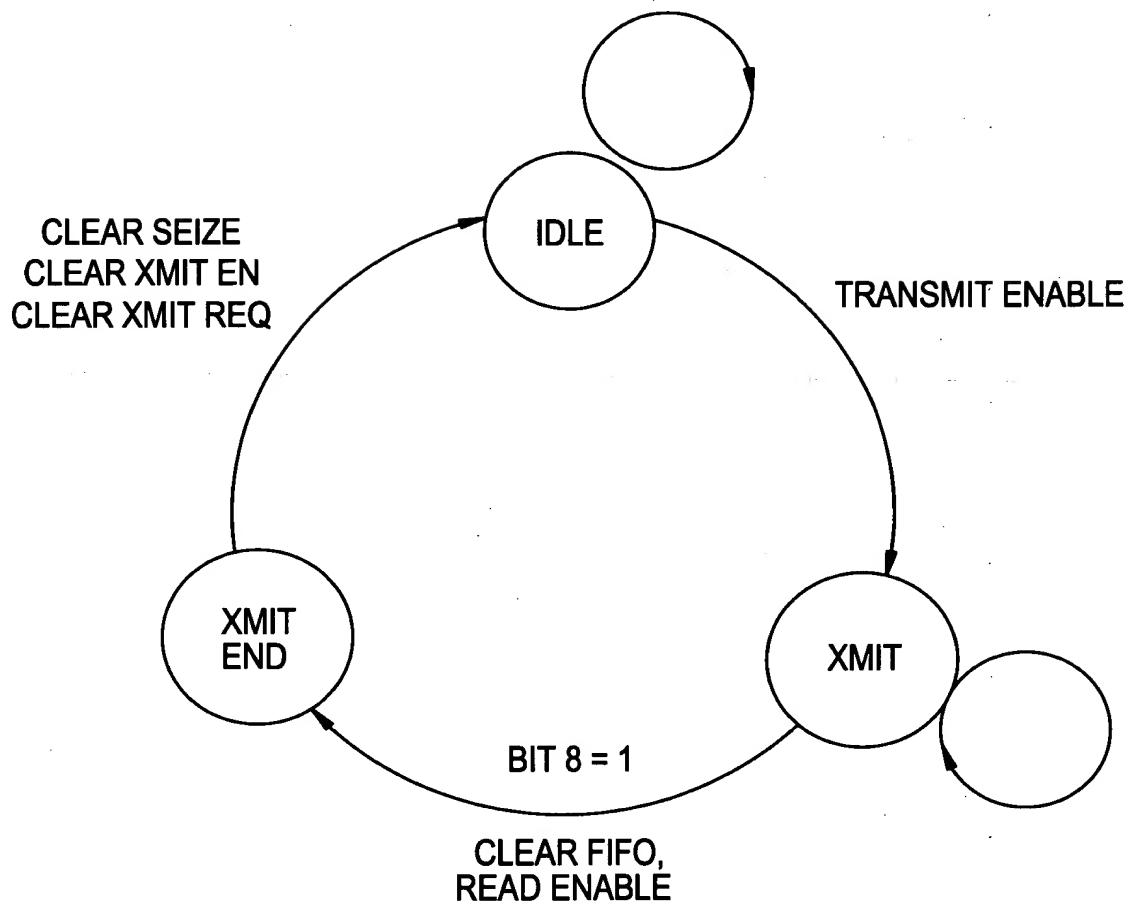 IDLE
CLEAR SEIZE
CLEAR XMIT EN
CLEAR XMIT REQ
TRANSMIT ENABLE
XMIT
END
XMIT
BIT 8 = 1
CLEAR FIFO,
READ ENABLE